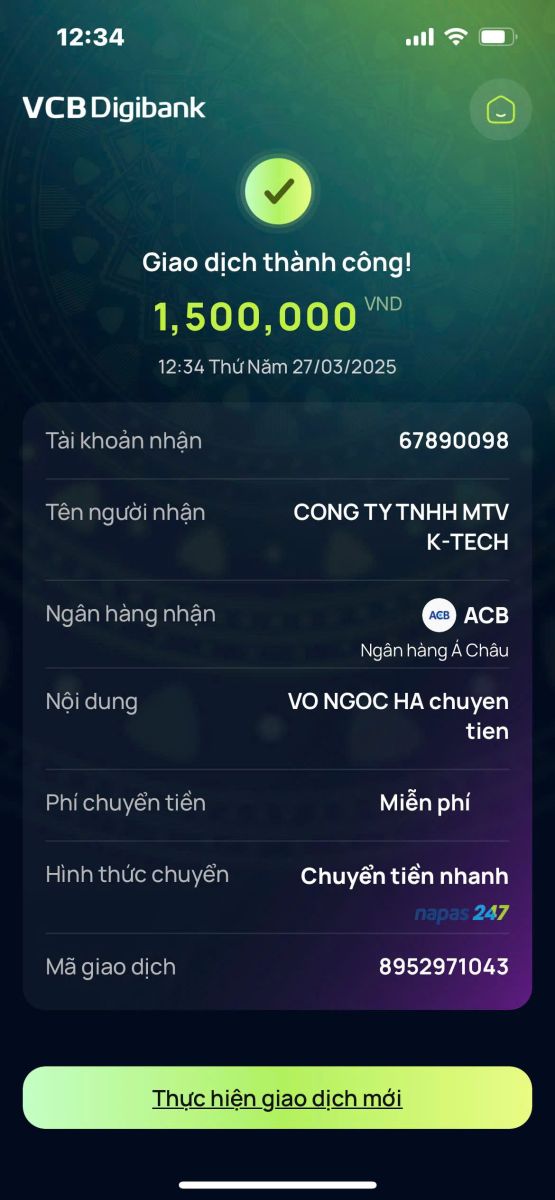 12:34
VCB Digibank
Giao dịch thành công!
1,500,000 VND
12:34 Thứ Năm 27/03/2025
Tài khoản nhận 67890098
Tên người nhận CONG TY TNHH MTV
K-TECH
Ngân hàng nhận ACB ACB
Ngân hàng Á Châu
Nội dung VO NGOC HA chuyen
tien
Phí chuyển tiền Miễn phí
Hình thức chuyển Chuyển tiền nhanh
napas 247
Mã giao dịch 8952971043
Thực hiện giao dịch mới